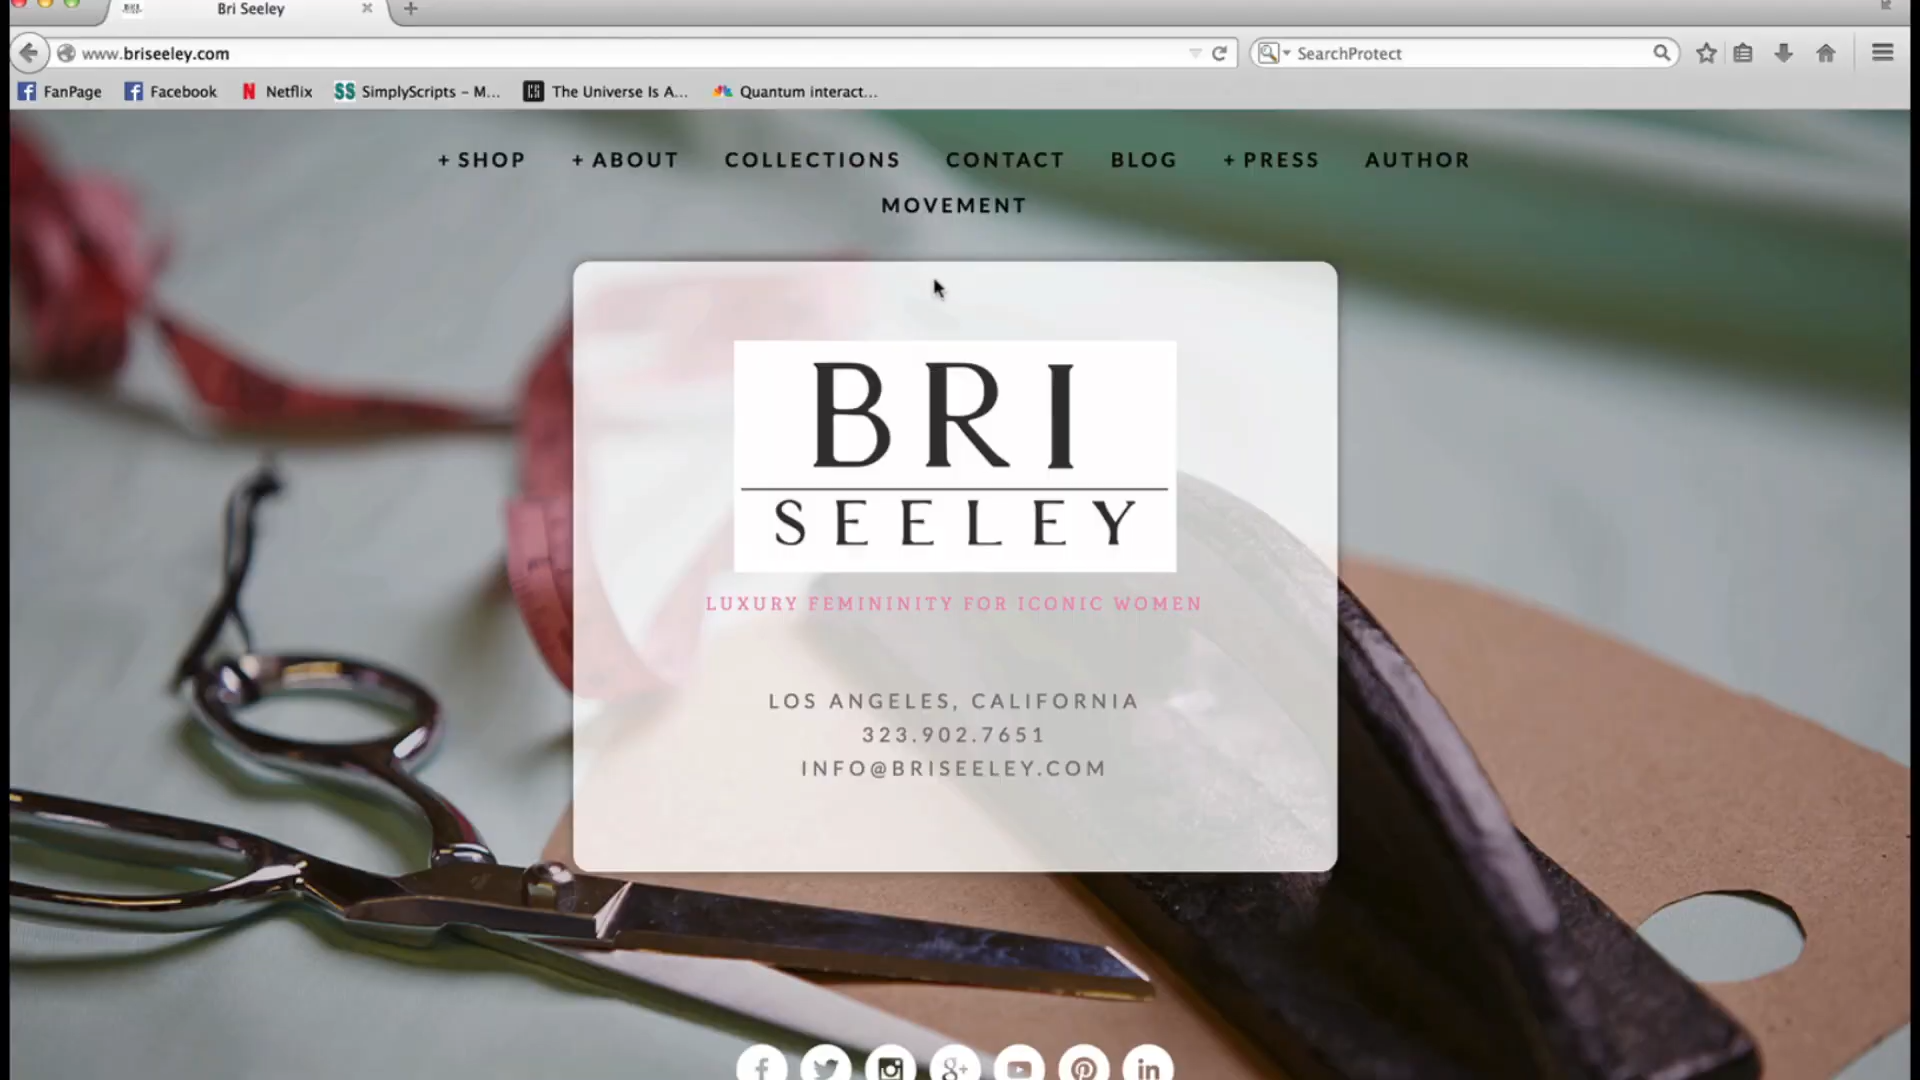 Bri Seeley
www.briseeley.com
SearchProtect
FanPage Facebook Netflix SimplyScripts – M... The Universe Is A... Quantum interact...
+ SHOP + ABOUT COLLECTIONS CONTACT BLOG + PRESS AUTHOR
MOVEMENT
BRI
SEELEY
LUXURY FEMININITY FOR ICONIC WOMEN
LOS ANGELES, CALIFORNIA
323.902.7651
INFO@BRISEELEY.COM